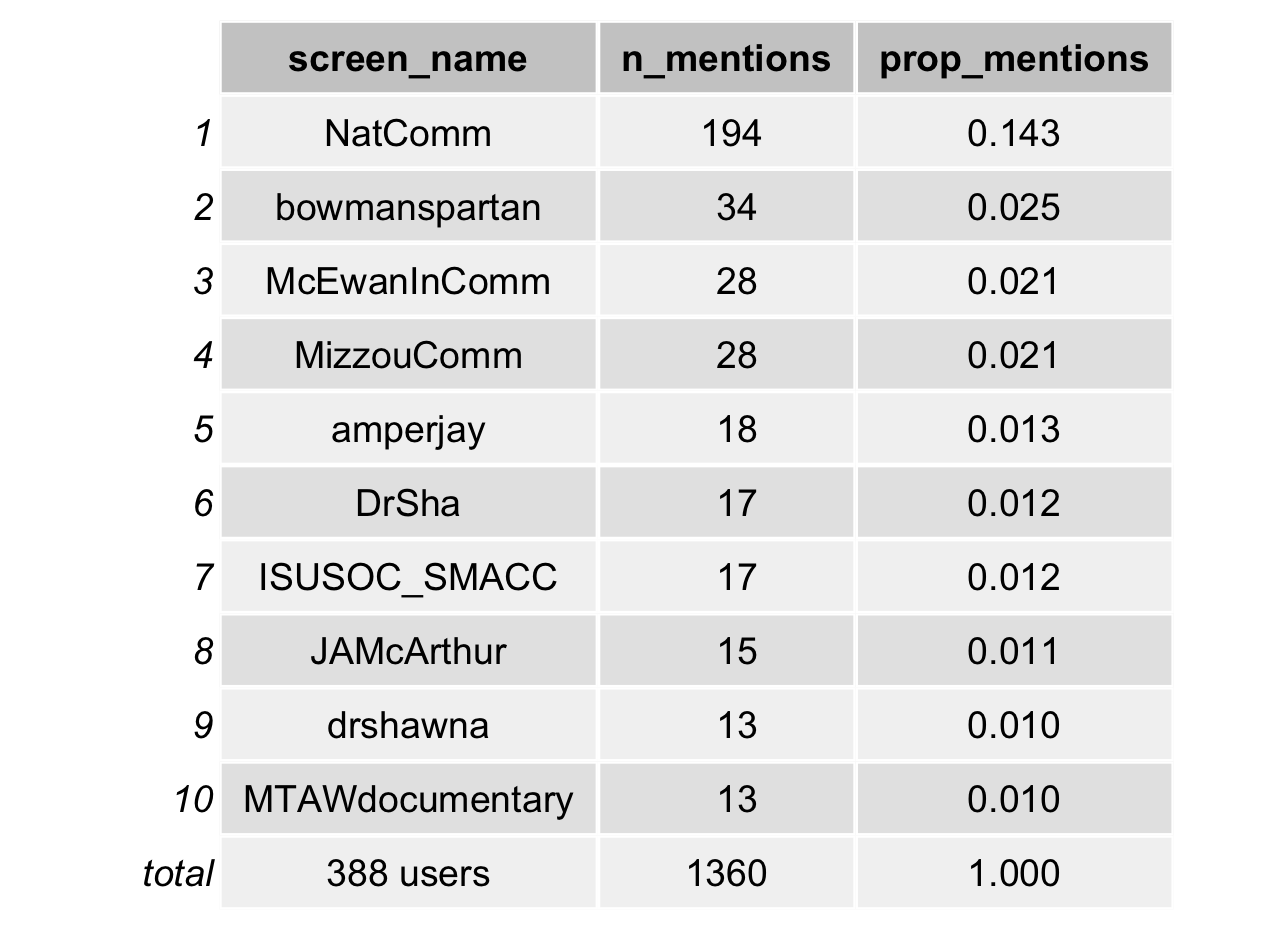 screen_name n_mentions prop_mentions
1 NatComm 194 0.143
2 bowmanspartan 34 0.025
3 McEwanInComm 28 0.021
4 MizzouComm 28 0.021
5 amperjay 18 0.013
6 DrSha 17 0.012
7 ISUSOC_SMACC 17 0.012
8 JAMcArthur 15 0.011
9 drshawna 13 0.010
10 MTAWdocumentary 13 0.010
total 388 users 1360 1.000